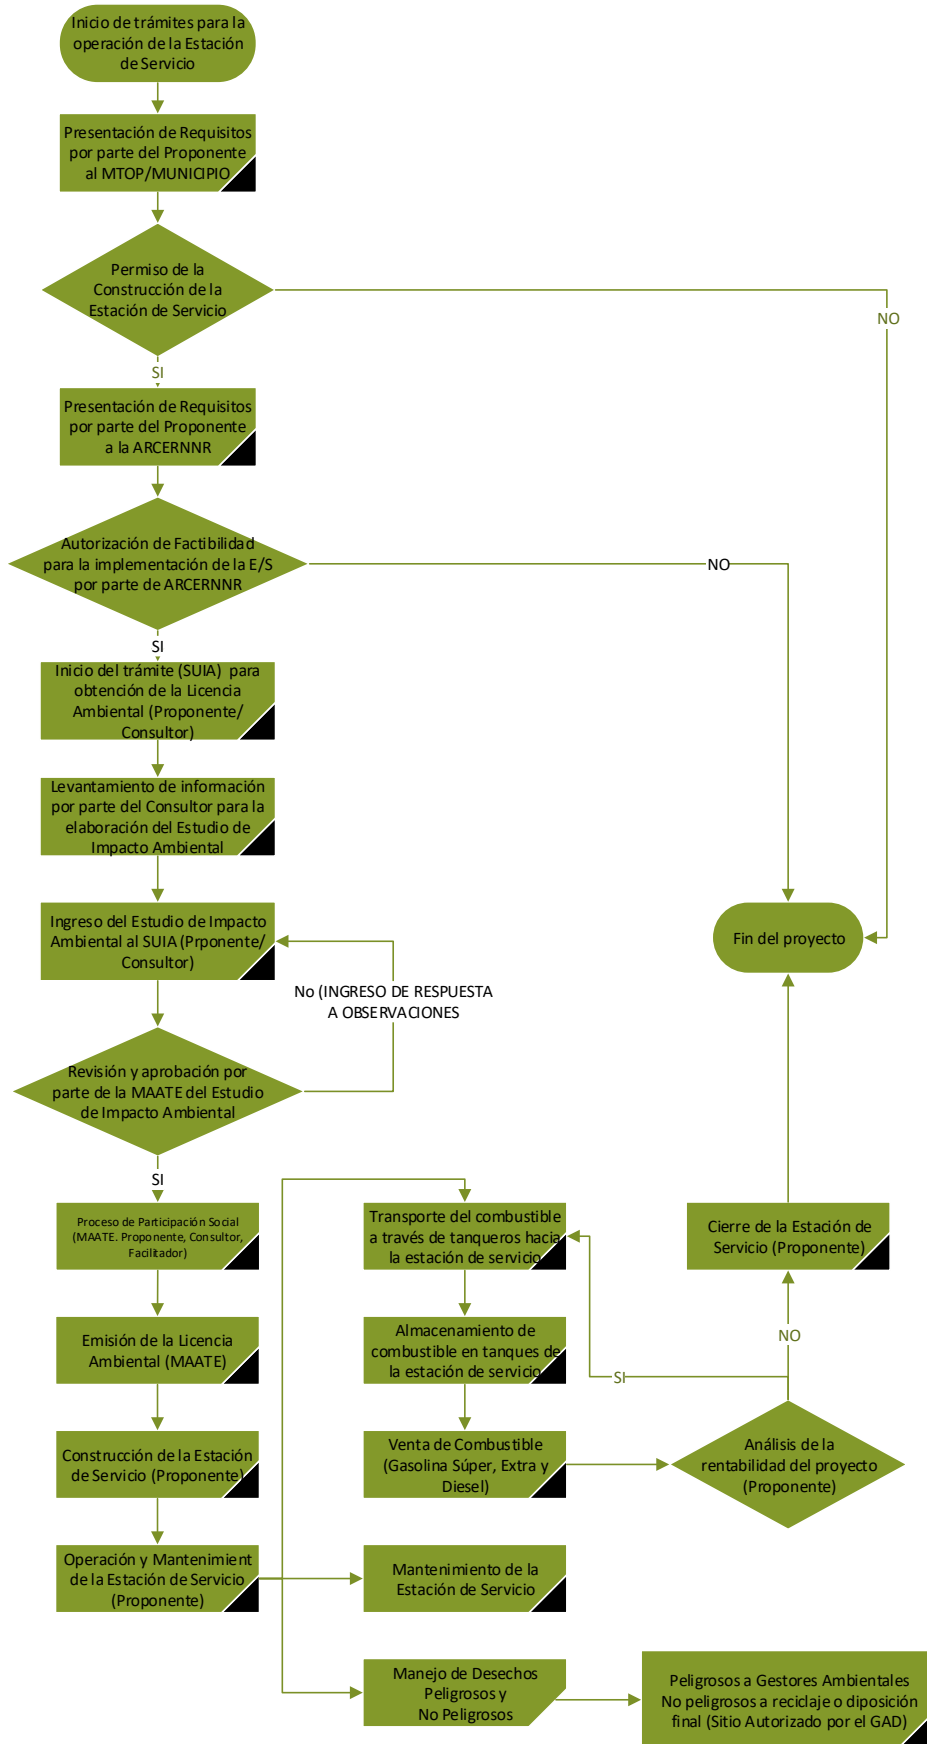 Inicio de trámites para la
operación de la Estación
de Servicio
Presentación de Requisitos
por parte del Proponente
al MTOP/MUNICIPIO
Permiso de la
Construcción de la
Estación de Servicio
NO
SI
Presentación de Requisitos
por parte del Proponente
a la ARCERNNR
Autorización de Factibilidad
para la implementación de la E/S
por parte de ARCERNNR
NO
SI
Inicio del trámite (SUIA) para
obtención de la Licencia
Ambiental (Proponente/
Consultor)
Levantamiento de información
por parte del Consultor para la
elaboración del Estudio de
Impacto Ambiental
Ingreso del Estudio de Impacto
Ambiental al SUIA (Prponente/
Consultor)
Fin del proyecto
No (INGRESO DE RESPUESTA
A OBSERVACIONES
Revisión y aprobación por
parte de la MAATE del Estudio
de Impacto Ambiental
SI
Proceso de Participación Social
(MAATE. Proponente, Consultor,
Facilitador)
Transporte del combustible
a través de tanqueros hacia
la estación de servicio
Cierre de la Estación de
Servicio (Proponente)
Emisión de la Licencia
Ambiental (MAATE)
Almacenamiento de
combustible en tanques de
la estación de servicio
NO
SI
Construcción de la Estación
de Servicio (Proponente)
Venta de Combustible
(Gasolina Súper, Extra y
Diesel)
Análisis de la
rentabilidad del proyecto
(Proponente)
Operación y Mantenimient
de la Estación de Servicio
(Proponente)
Mantenimiento de la
Estación de Servicio
Manejo de Desechos
Peligrosos y
No Peligrosos
Peligrosos a Gestores Ambientales
No peligrosos a reciclaje o diposición
final (Sitio Autorizado por el GAD)